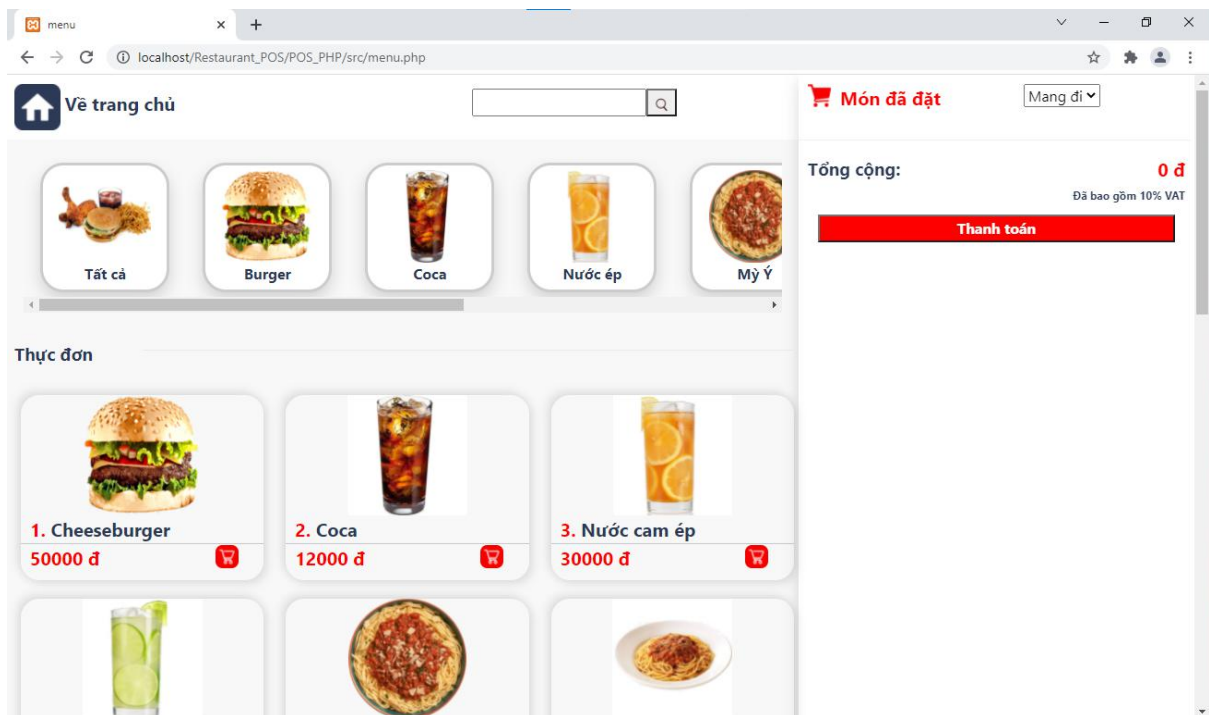 menu
localhost/Restaurant_POS/POS_PHP/src/menu.php
Về trang chủ
Món đã đặt
Mang đi
Tất cả
Burger
Coca
Nước ép
Mỳ Ý
Tổng cộng:
0 đ
Đã bao gồm 10% VAT
Thanh toán
Thực đơn
1. Cheeseburger
50000 đ
2. Coca
12000 đ
3. Nước cam ép
30000 đ